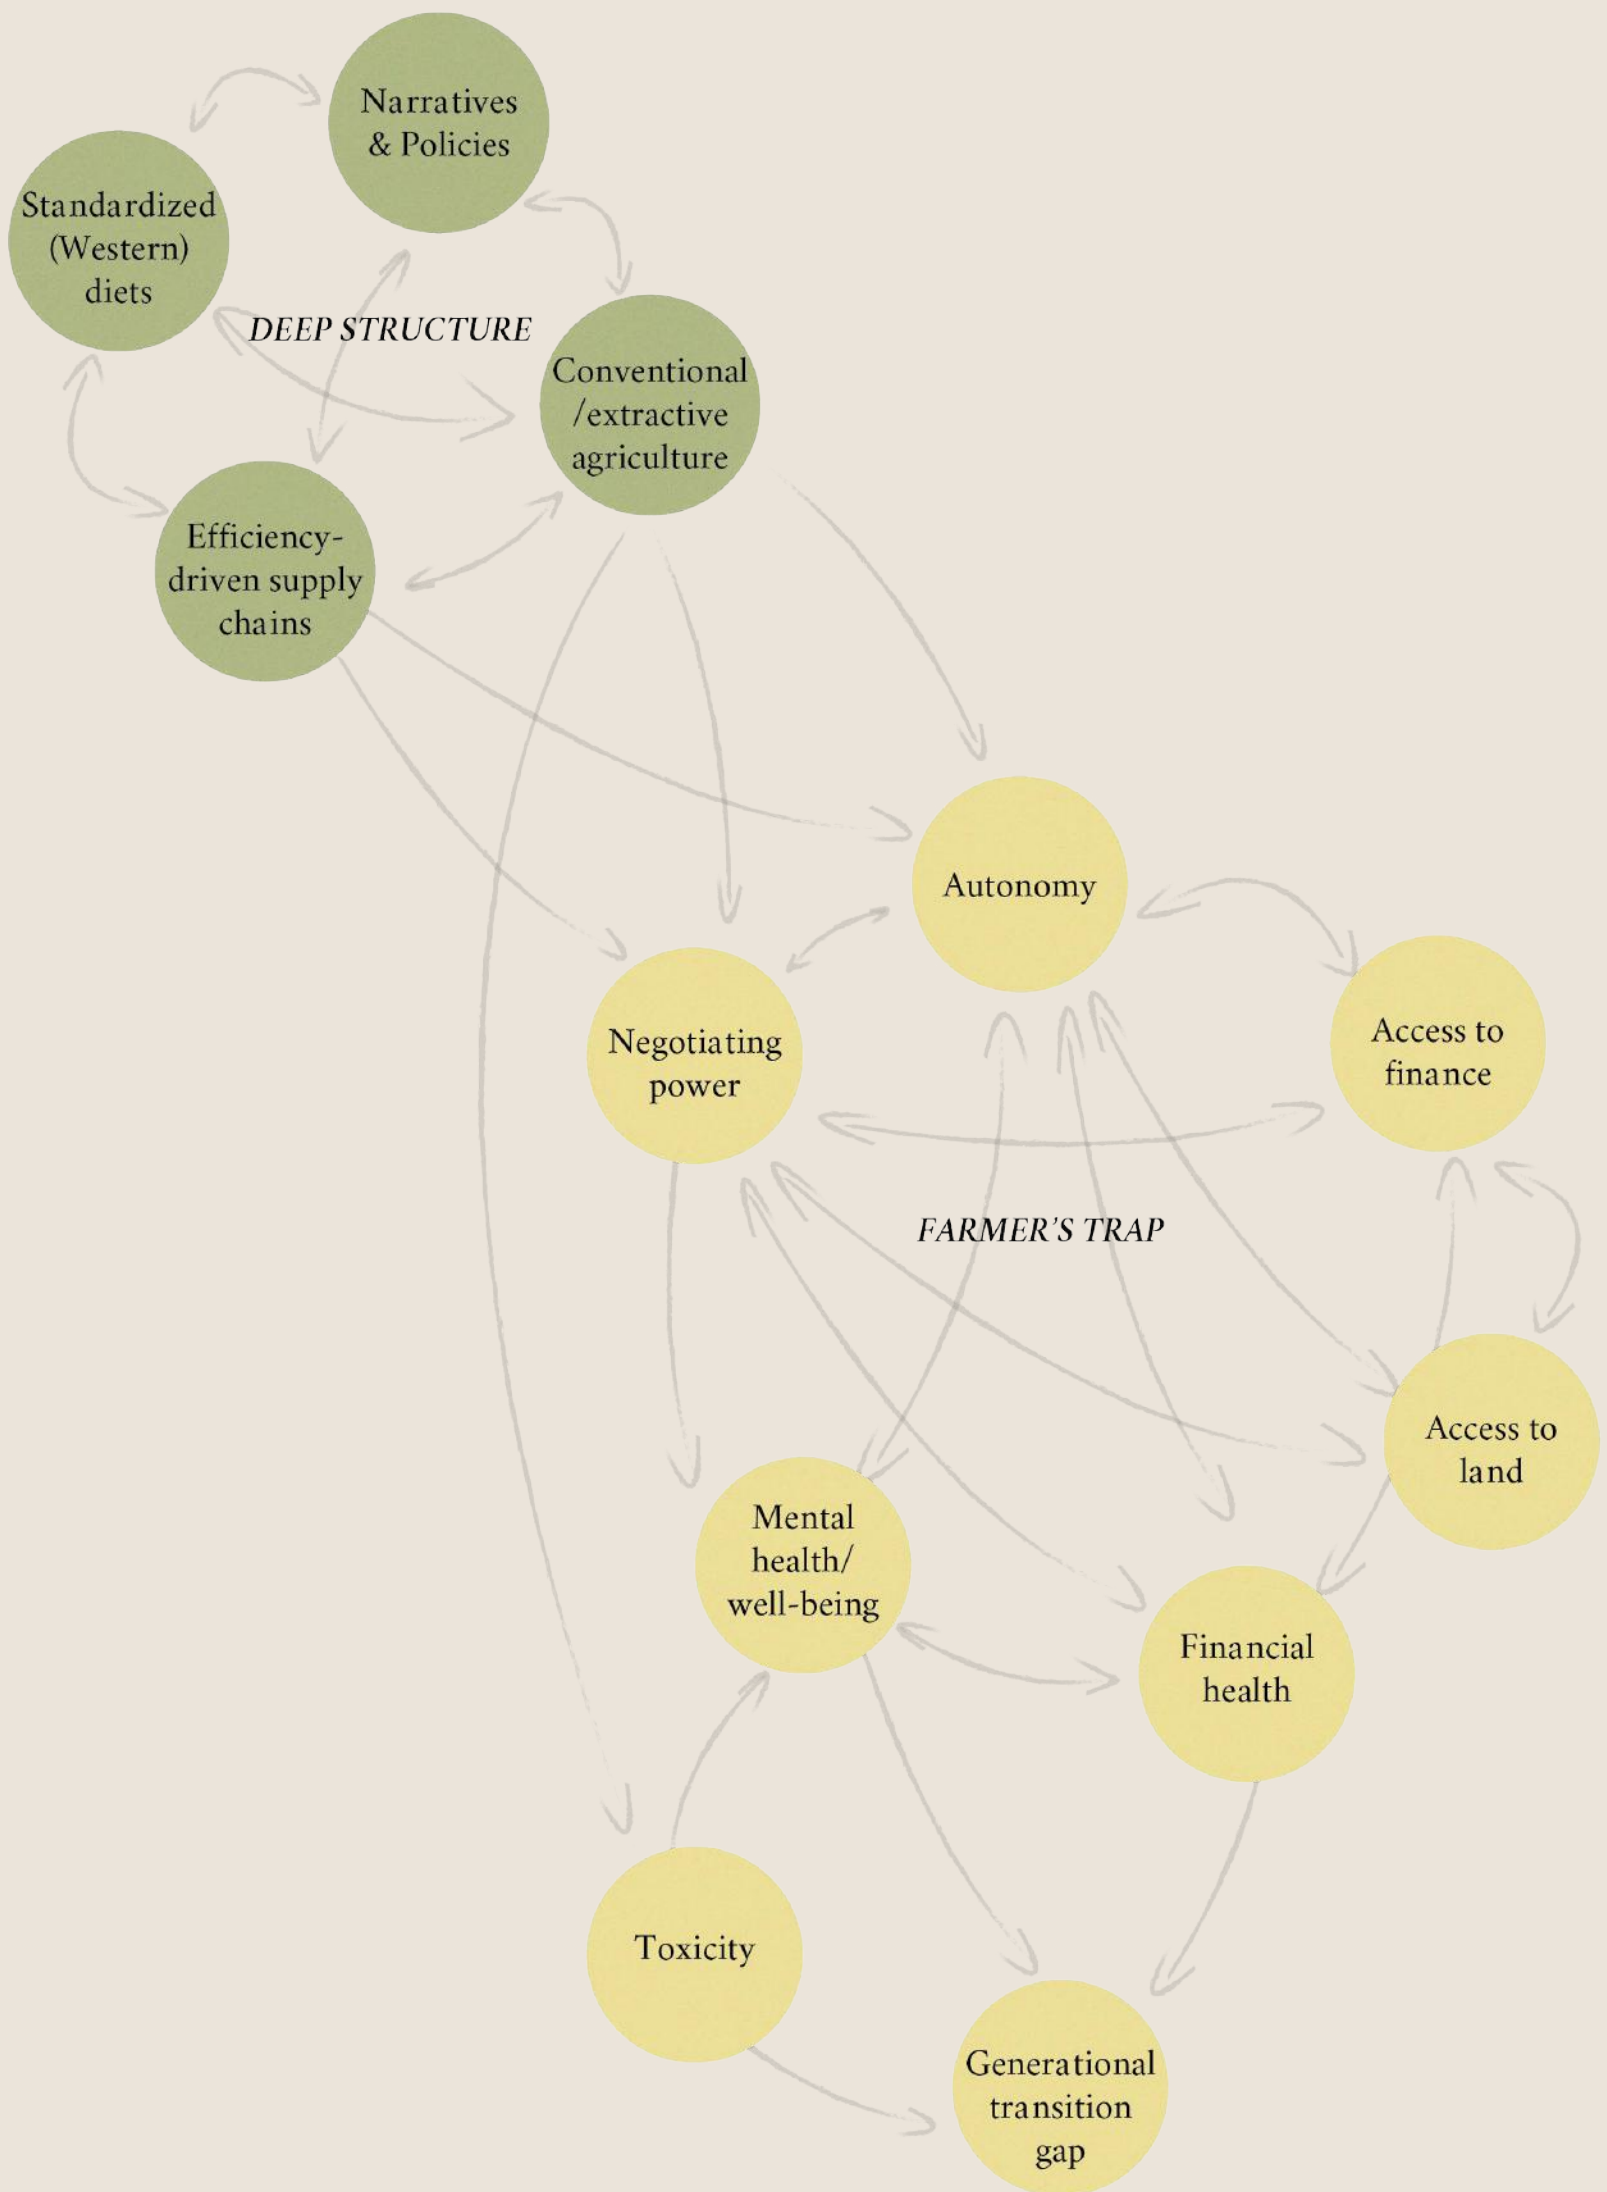 Narratives
& Policies
Standardized
(Western)
diets
DEEP STRUCTURE
Conventional
/extractive
agriculture
Efficiency-
driven supply
chains
Autonomy
Negotiating
power
Access to
finance
FARMER’S TRAP
Access to
land
Mental
health/
well-being
Financial
health
Toxicity
Generational
transition
gap